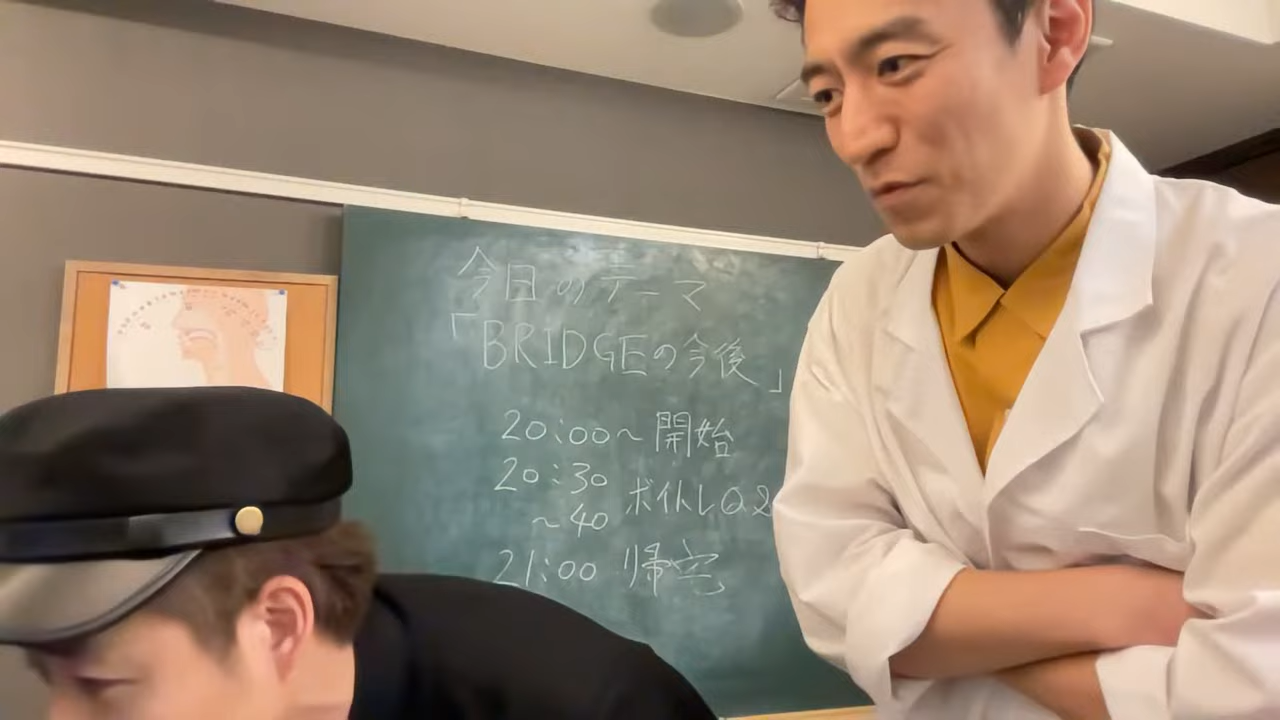 今日のテーマ
「BRIDGEの今後」
20:00~ 開始
20:30
~40 ボイトレQ&
21:00 帰宅